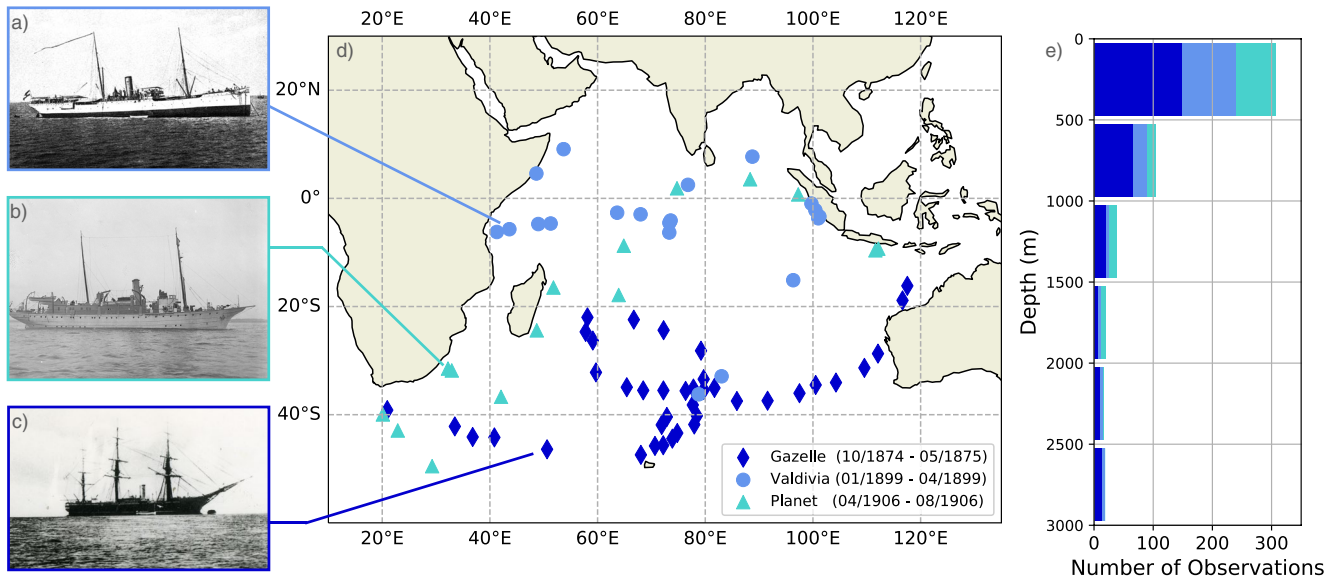 a)
b)
c)
d)
20°E 40°E 60°E 80°E 100°E 120°E
20°N
0°
20°S
40°S
Gazelle (10/1874 - 05/1875)
Valdivia (01/1899 - 04/1899)
Planet (04/1906 - 08/1906)
20°E 40°E 60°E 80°E 100°E 120°E
e)
0
500
1000
1500
2000
2500
3000
Depth (m)
0 100 200 300
Number of Observations